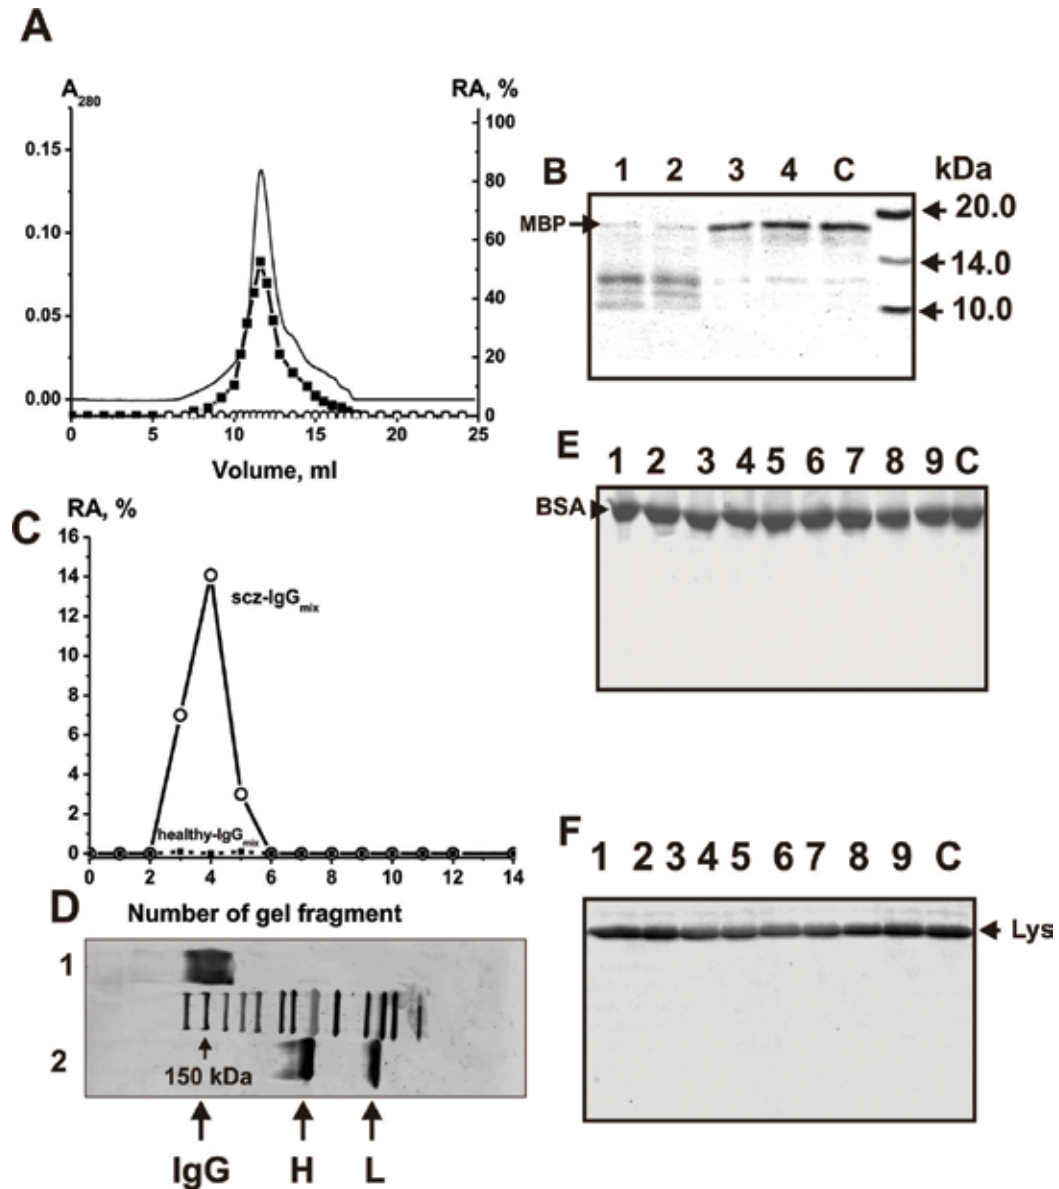 A
A280
RA, %
100
0.15
80
0.10
60
40
0.05
20
0.00
0
0 5 10 15 20 25
Volume, ml
B
1 2 3 4 C
kDa
MBP
20.0
14.0
10.0
C
RA, %
16
14
12
10
8
6
4
2
0
scz-IgGmix
healthy-IgGmix
0 2 4 6 8 10 12 14
Number of gel fragment
D
1
2
150 kDa
IgG H L
E
1 2 3 4 5 6 7 8 9 C
BSA
F
1 2 3 4 5 6 7 8 9 C
Lys